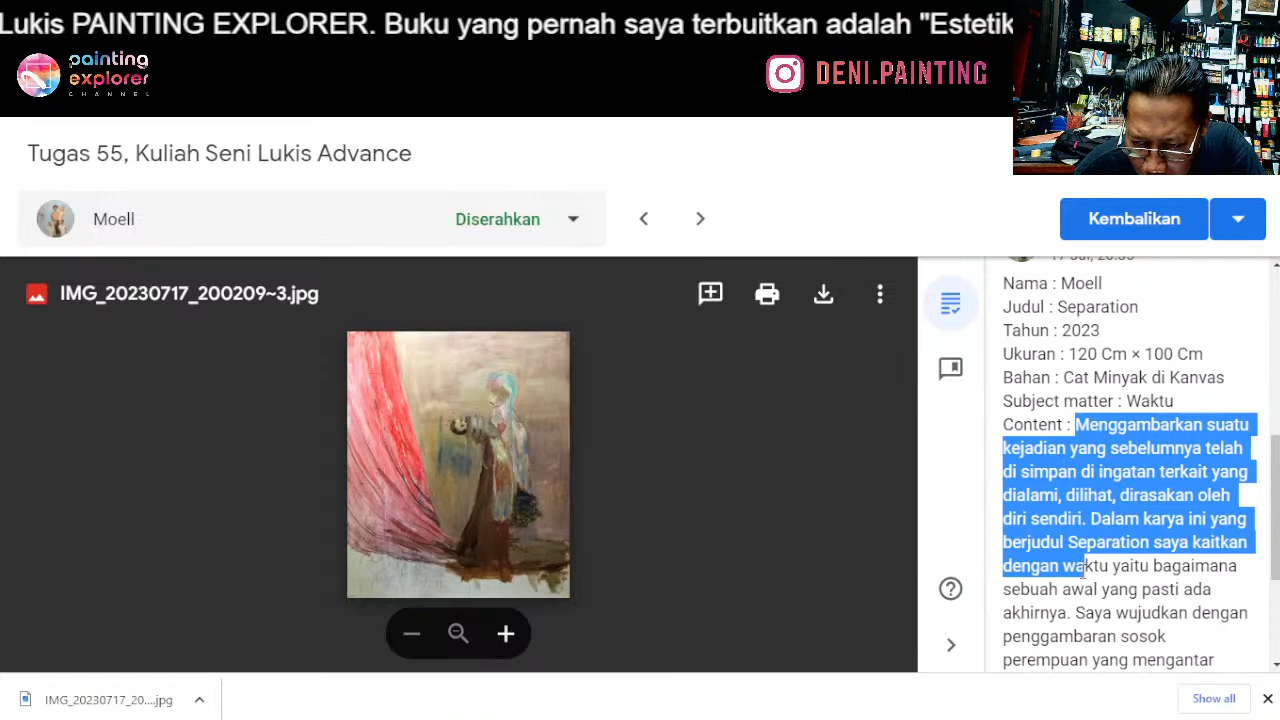 Lukis PAINTING EXPLORER. Buku yang pernah saya terbuitkan adalah "Estetik
painting
explorer
CHANNEL
DENI.PAINTING
Tugas 55, Kuliah Seni Lukis Advance
Moell
Diserahkan
Kembalikan
IMG_20230717_200209~3.jpg
Nama : Moell
Judul : Separation
Tahun : 2023
Ukuran : 120 Cm × 100 Cm
Bahan : Cat Minyak di Kanvas
Subject matter : Waktu
Content : Menggambarkan suatu
kejadian yang sebelumnya telah
di simpan di ingatan terkait yang
dialami, dilihat, dirasakan oleh
diri sendiri. Dalam karya ini yang
berjudul Separation saya kaitkan
dengan waktu yaitu bagaimana
sebuah awal yang pasti ada
akhirnya. Saya wujudkan dengan
penggambaran sosok
perempuan yang mengantar
IMG_20230717_20....jpg
Show all